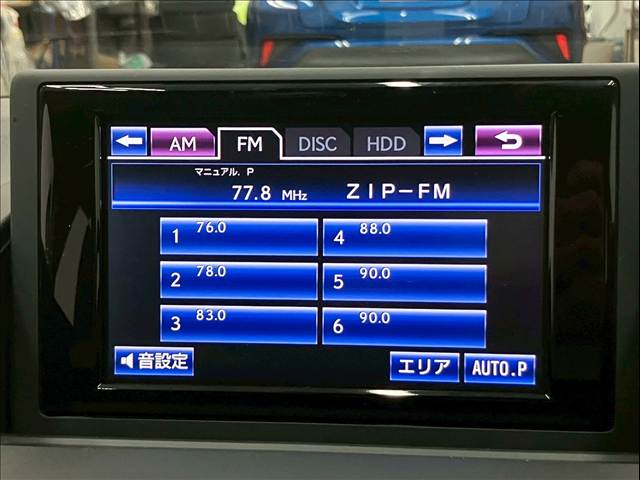 AM FM DISC HDD
マニュアル. P
77.8 MHz ZIP-FM
1 76.0 4 88.0
2 78.0 5 90.0
3 83.0 6 90.0
音設定 エリア AUTO.P